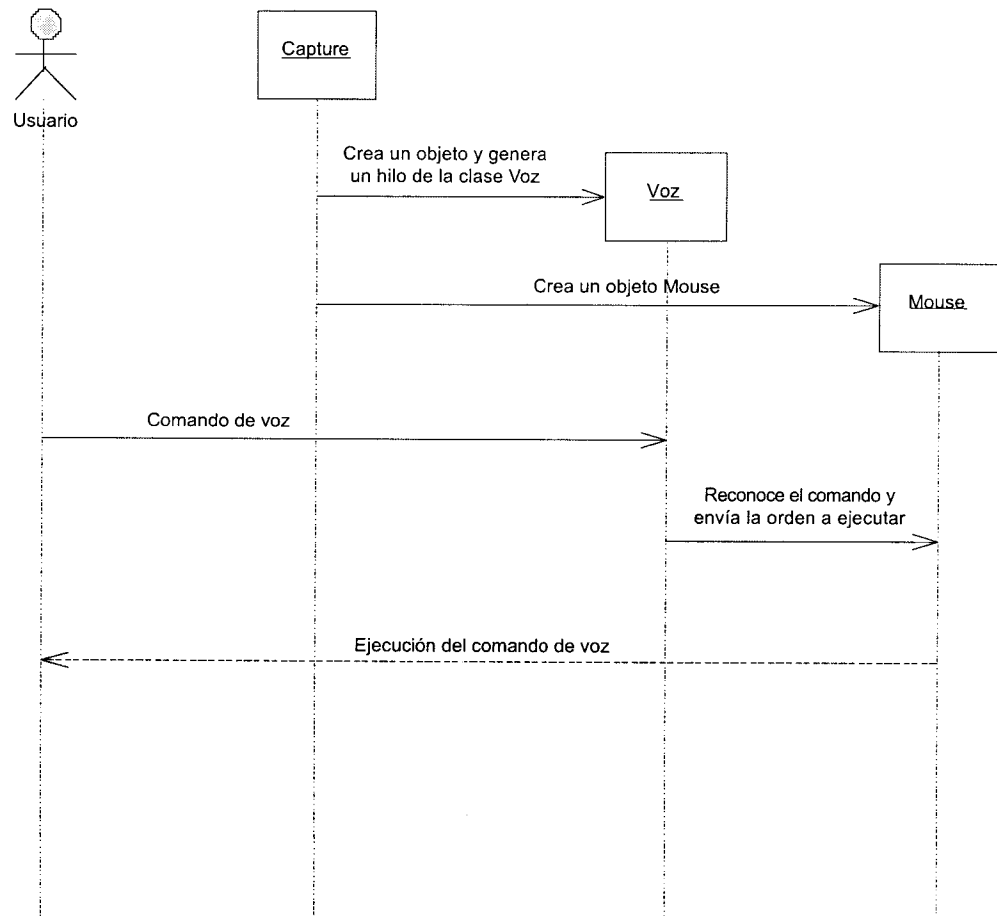 Capture
Usuario
Crea un objeto y genera
un hilo de la clase Voz
Voz
Crea un objeto Mouse
Mouse
Comando de voz
Reconoce el comando y
envía la orden a ejecutar
Ejecución del comando de voz